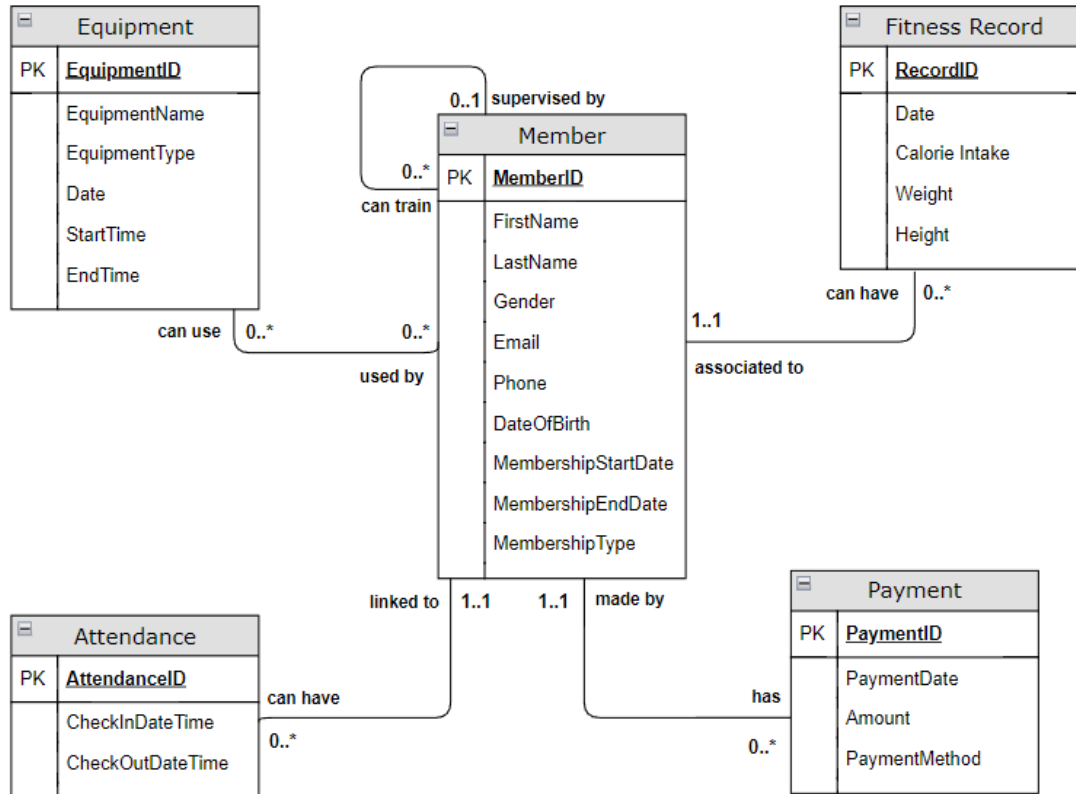 Equipment
PK EquipmentID
EquipmentName
EquipmentType
Date
StartTime
EndTime
can use 0..*
0..*
used by
0..1 supervised by
0..*
can train
Member
PK MemberID
FirstName
LastName
Gender
Email
Phone
DateOfBirth
MembershipStartDate
MembershipEndDate
MembershipType
Fitness Record
PK RecordID
Date
Calorie Intake
Weight
Height
can have 0..*
1..1
associated to
linked to 1..1 1..1 made by
Attendance
PK AttendanceID
CheckInDateTime
CheckOutDateTime
can have
0..*
Payment
PK PaymentID
PaymentDate
Amount
PaymentMethod
has
0..*